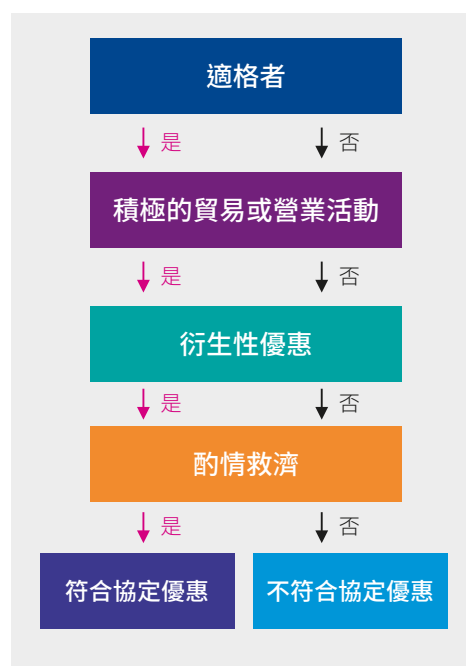 適格者
是 否
積極的貿易或營業活動
是 否
衍生性優惠
是 否
酌情救濟
是 否
符合協定優惠 不符合協定優惠